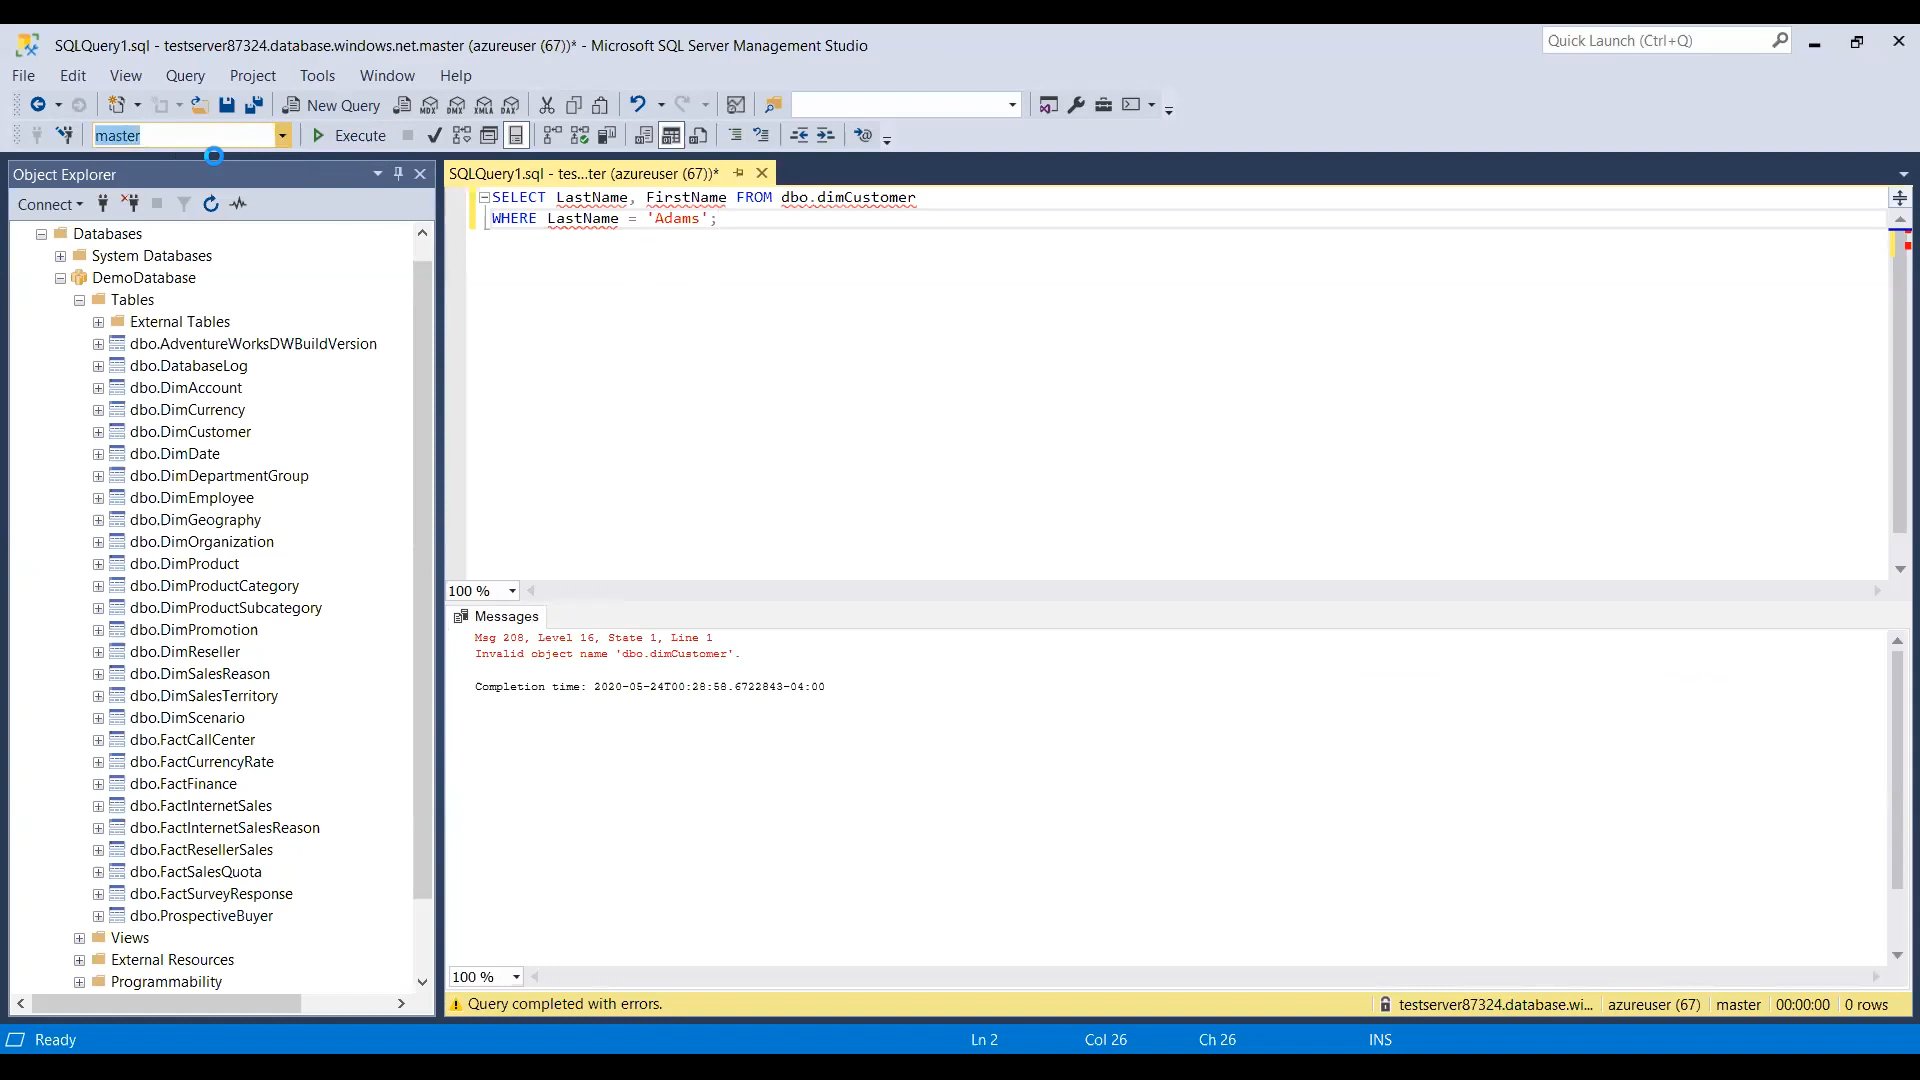 SQLQuery1.sql - testserver87324.database.windows.net.master (azureuser (67))* - Microsoft SQL Server Management Studio
Quick Launch (Ctrl+Q)
File Edit View Query Project Tools Window Help
New Query MDX DMX XMLA DAX
master Execute
Object Explorer
SQLQuery1.sql - tes...ter (azureuser (67))*
Connect
Databases
System Databases
DemoDatabase
Tables
External Tables
dbo.AdventureWorksDWBuildVersion
dbo.DatabaseLog
dbo.DimAccount
dbo.DimCurrency
dbo.DimCustomer
dbo.DimDate
dbo.DimDepartmentGroup
dbo.DimEmployee
dbo.DimGeography
dbo.DimOrganization
dbo.DimProduct
dbo.DimProductCategory
dbo.DimProductSubcategory
dbo.DimPromotion
dbo.DimReseller
dbo.DimSalesReason
dbo.DimSalesTerritory
dbo.DimScenario
dbo.FactCallCenter
dbo.FactCurrencyRate
dbo.FactFinance
dbo.FactInternetSales
dbo.FactInternetSalesReason
dbo.FactResellerSales
dbo.FactSalesQuota
dbo.FactSurveyResponse
dbo.ProspectiveBuyer
Views
External Resources
Programmability
SELECT LastName, FirstName FROM dbo.dimCustomer
WHERE LastName = 'Adams';
100 %
Messages
Msg 208, Level 16, State 1, Line 1
Invalid object name 'dbo.dimCustomer'.
Completion time: 2020-05-24T00:28:58.6722843-04:00
100 %
Query completed with errors. testserver87324.database.wi... azureuser (67) master 00:00:00 0 rows
Ready Ln 2 Col 26 Ch 26 INS